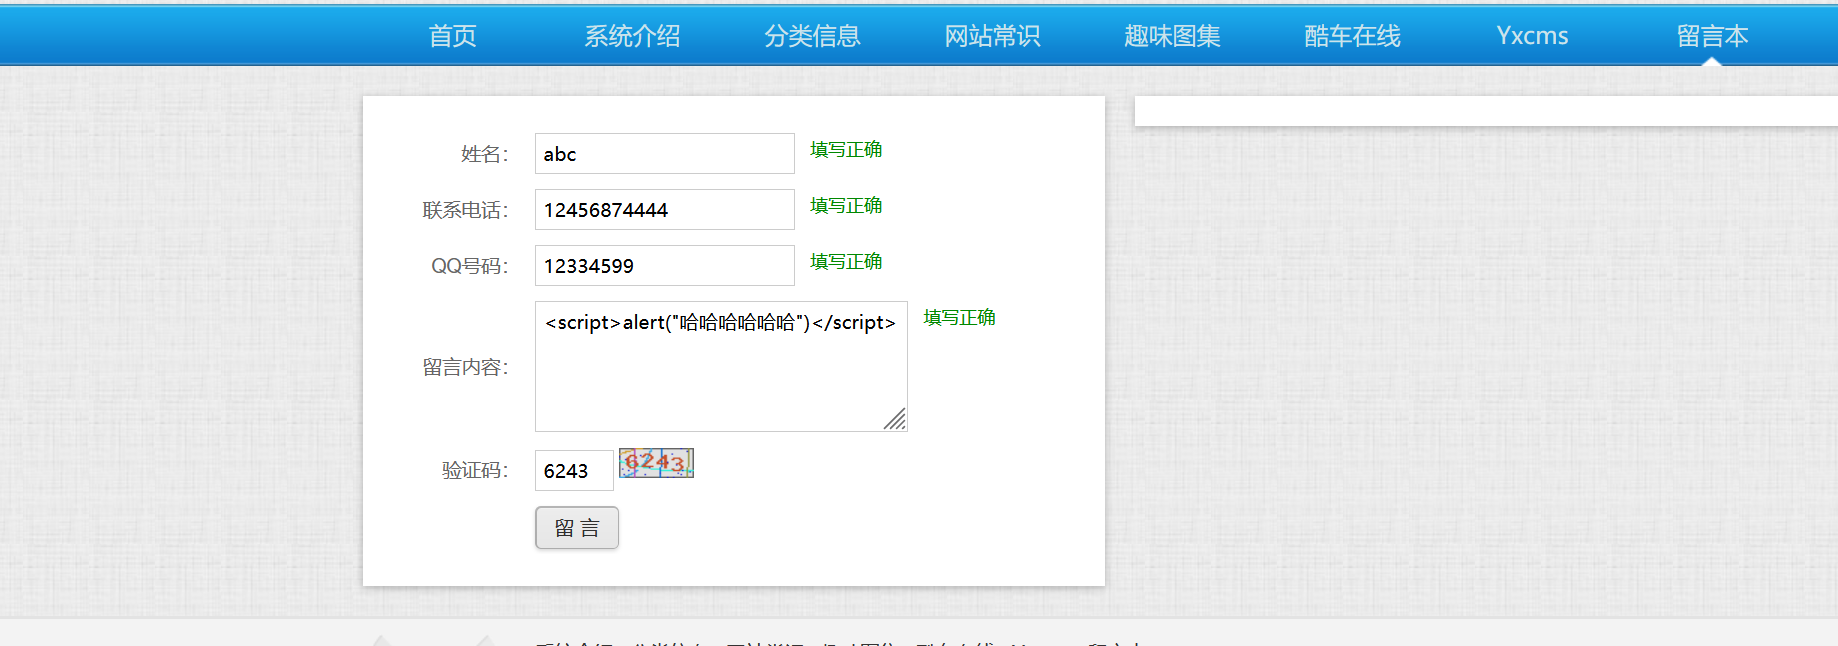 首页 系统介绍 分类信息 网站常识 趣味图集 酷车在线 Yxcms 留言本
姓名： abc 填写正确
联系电话： 12456874444 填写正确
QQ号码： 12334599 填写正确
留言内容： <script>alert("哈哈哈哈哈哈")</script> 填写正确
验证码： 6243 6243
留 言